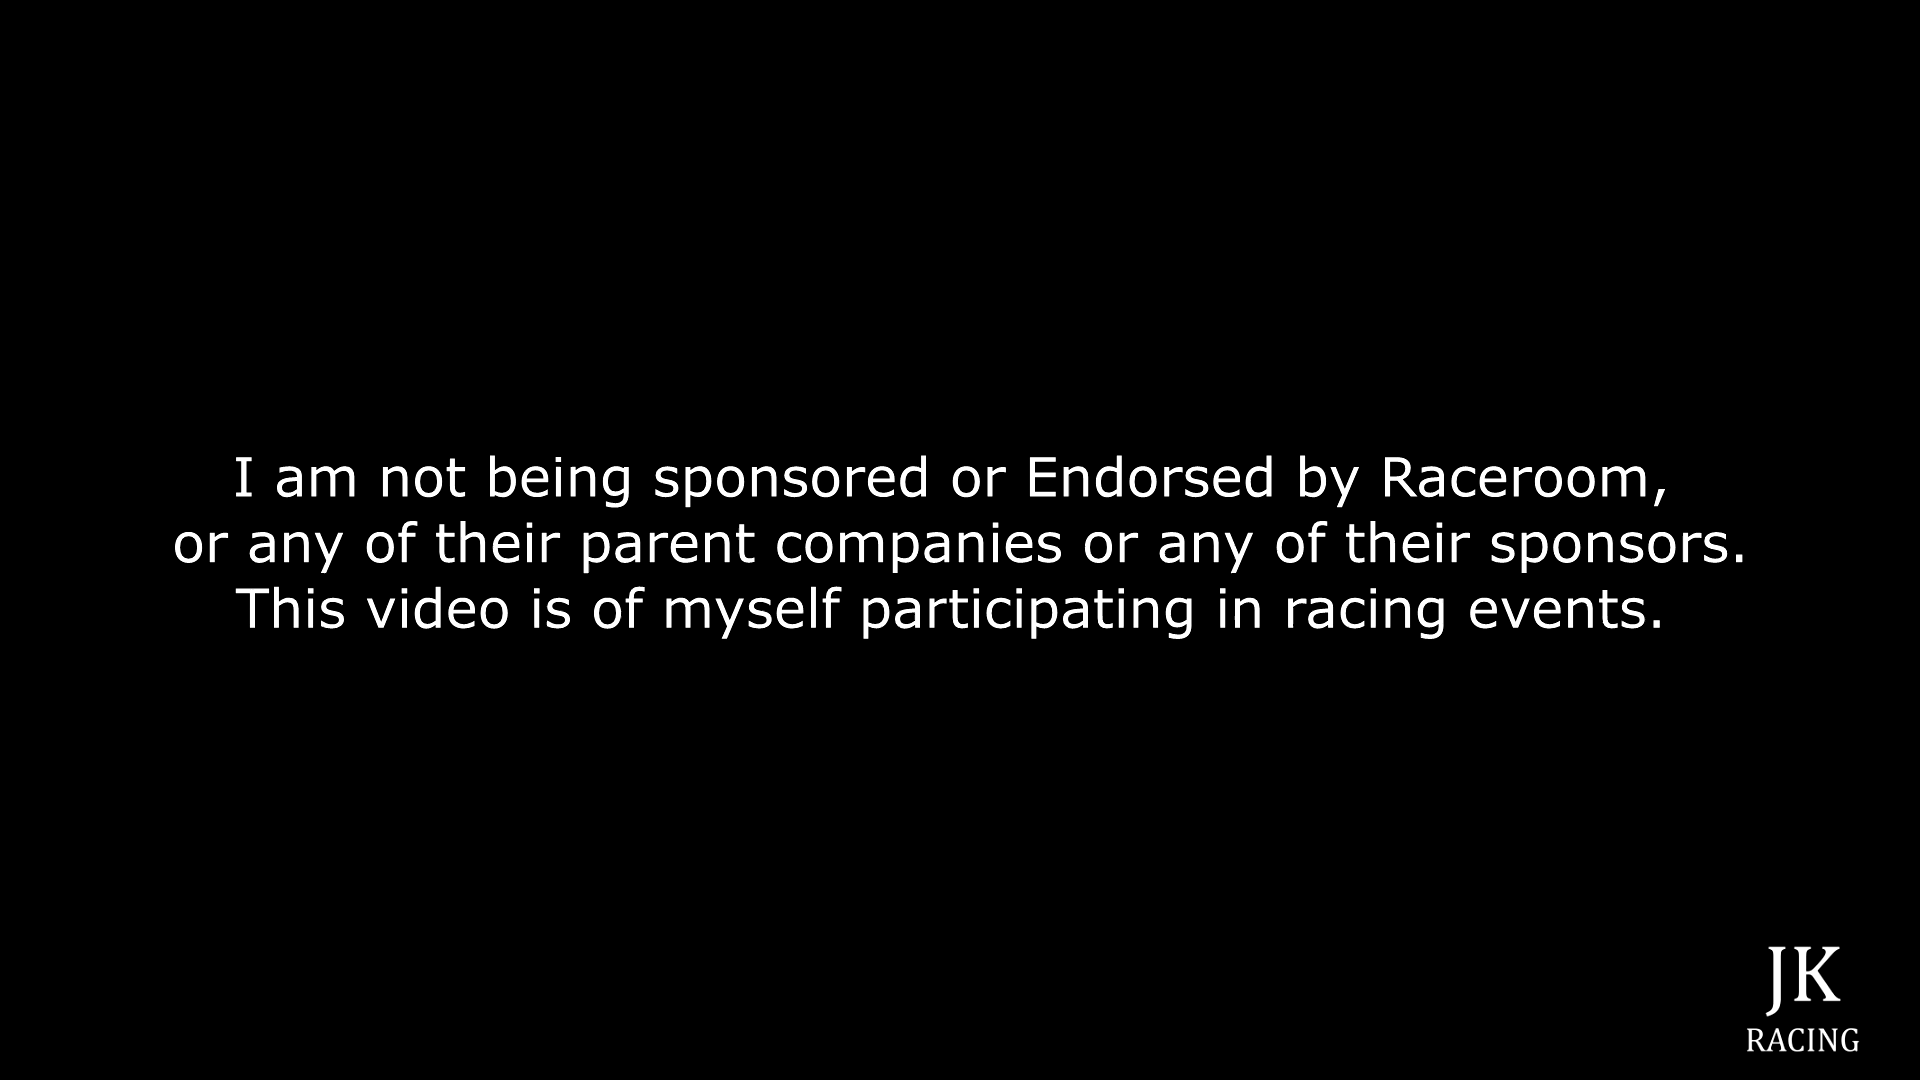 I am not being sponsored or Endorsed by Raceroom,
or any of their parent companies or any of their sponsors.
This video is of myself participating in racing events.
JK
RACING